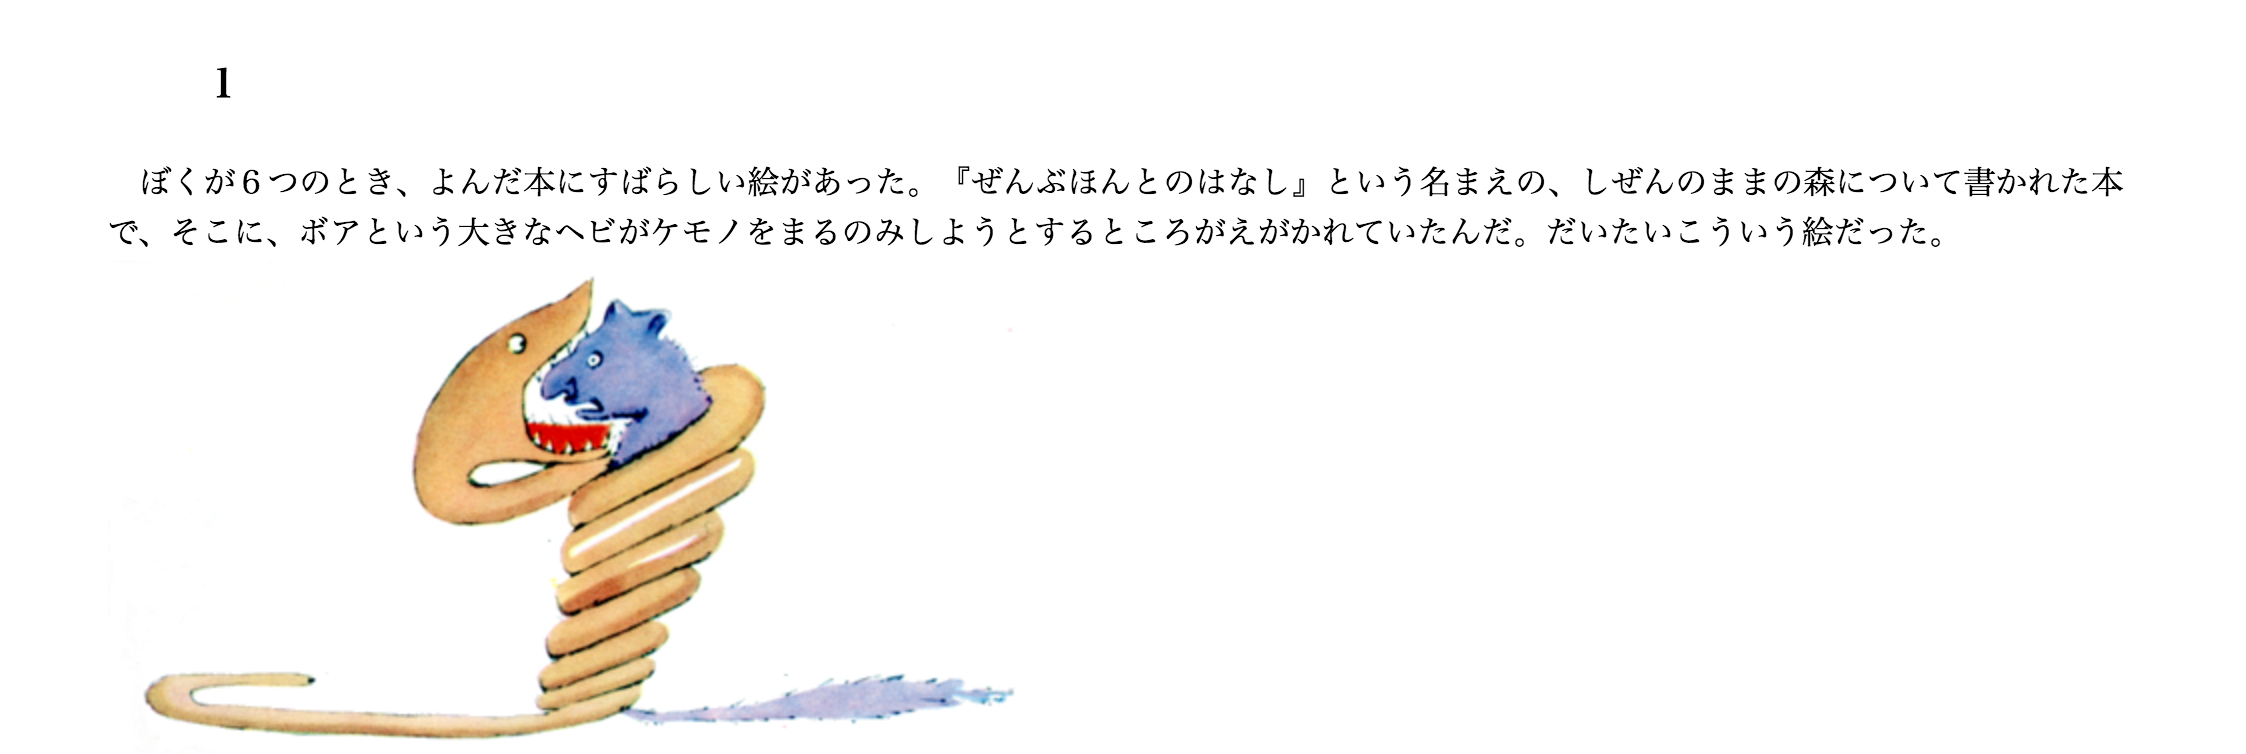 1
ぼくが６つのとき、よんだ本にすばらしい絵があった。『ぜんぶほんとのはなし』という名まえの、しぜんのままの森について書かれた本
で、そこに、ボアという大きなヘビがケモノをまるのみしようとするところがえがかれていたんだ。だいたいこういう絵だった。